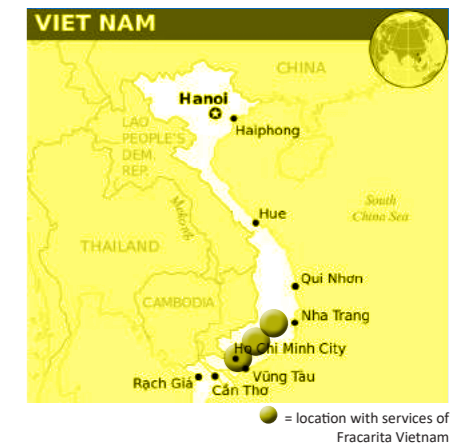 VIET NAM
CHINA
Hanoi
Haiphong
LAO
PEOPLE'S
DEM.
REP.
Mekong
Hue
South
China Sea
THAILAND
Qui Nhơn
CAMBODIA
Nha Trang
Ho Chi Minh City
Vũng Tàu
Rạch Giá
Cần Thơ
= location with services of
Fracarita Vietnam